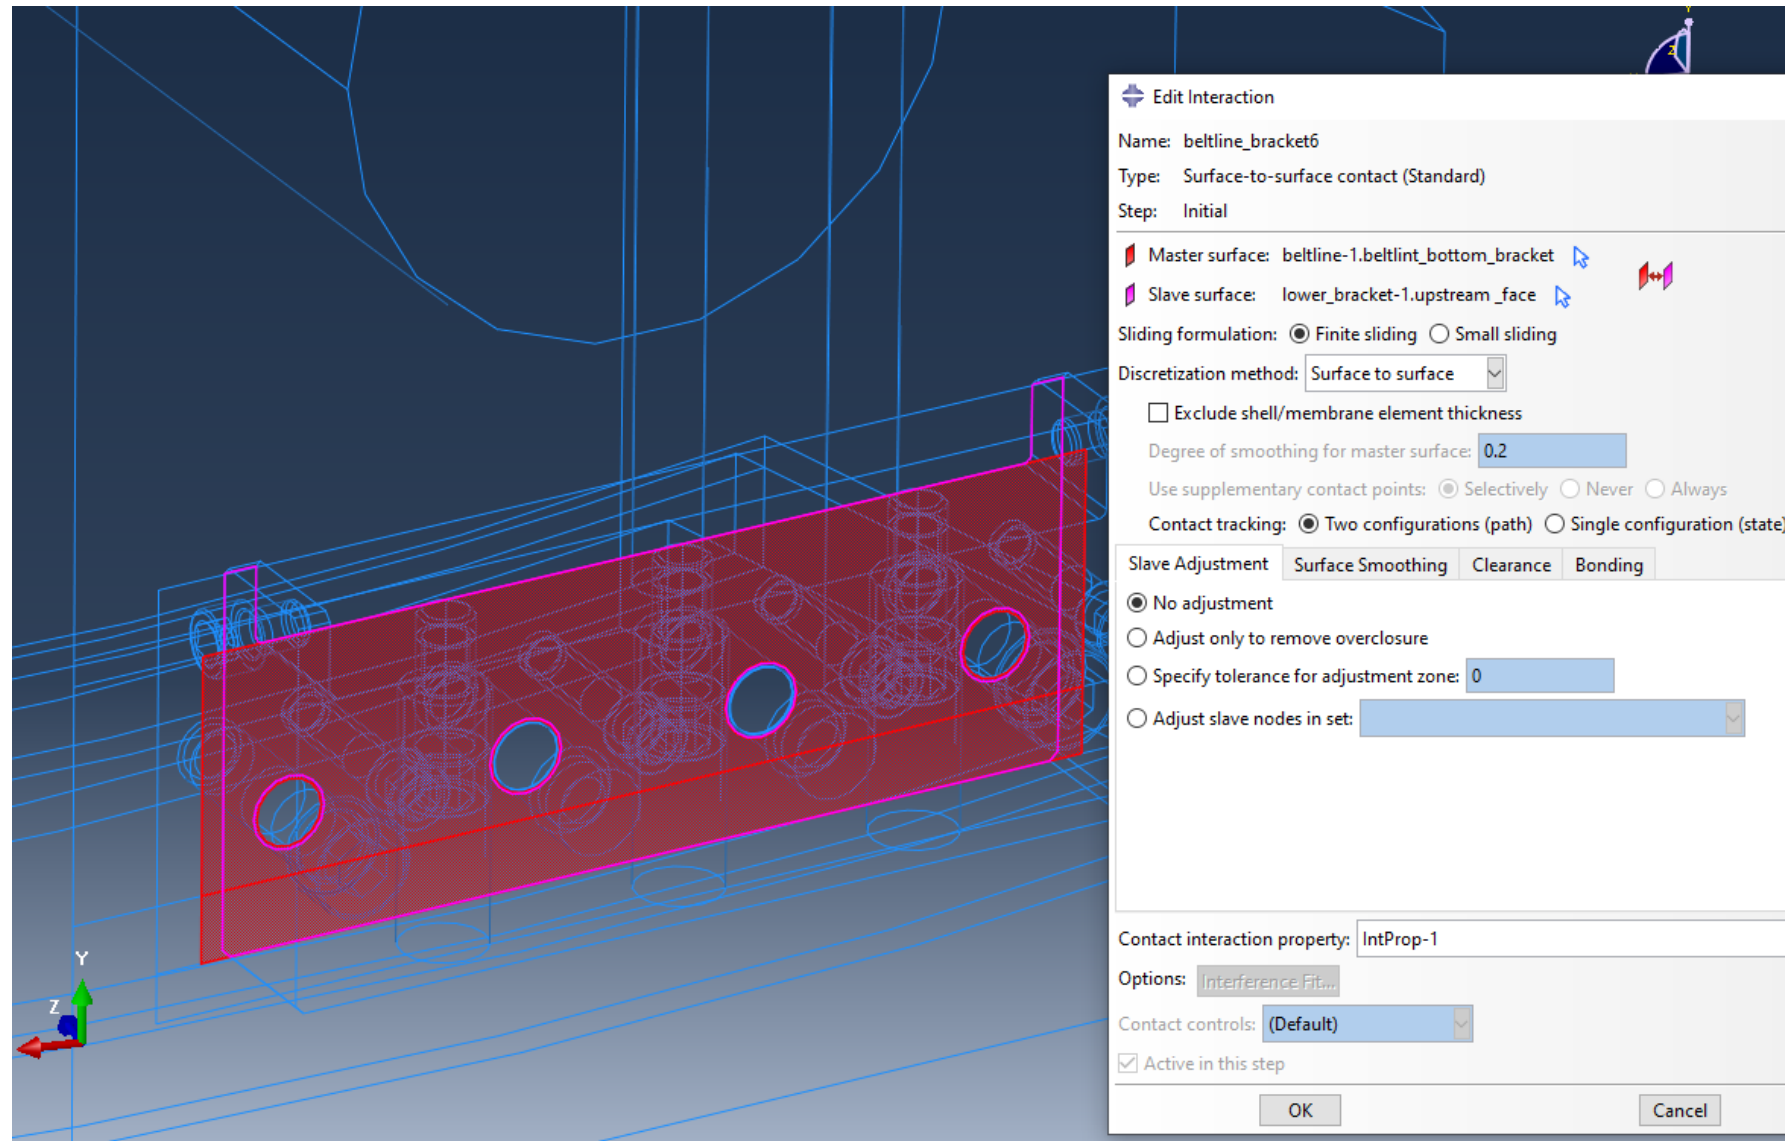 Y
Z
Edit Interaction
Name: beltline_bracket6
Type: Surface-to-surface contact (Standard)
Step: Initial
Master surface: beltline-1.beltlint_bottom_bracket
Slave surface: lower_bracket-1.upstream _face
Sliding formulation: Finite sliding Small sliding
Discretization method: Surface to surface
Exclude shell/membrane element thickness
Degree of smoothing for master surface: 0.2
Use supplementary contact points: Selectively Never Always
Contact tracking: Two configurations (path) Single configuration (state)
Slave Adjustment Surface Smoothing Clearance Bonding
No adjustment
Adjust only to remove overclosure
Specify tolerance for adjustment zone: 0
Adjust slave nodes in set:
Contact interaction property: IntProp-1
Options: Interference Fit...
Contact controls: (Default)
Active in this step
OK Cancel
Y
Z